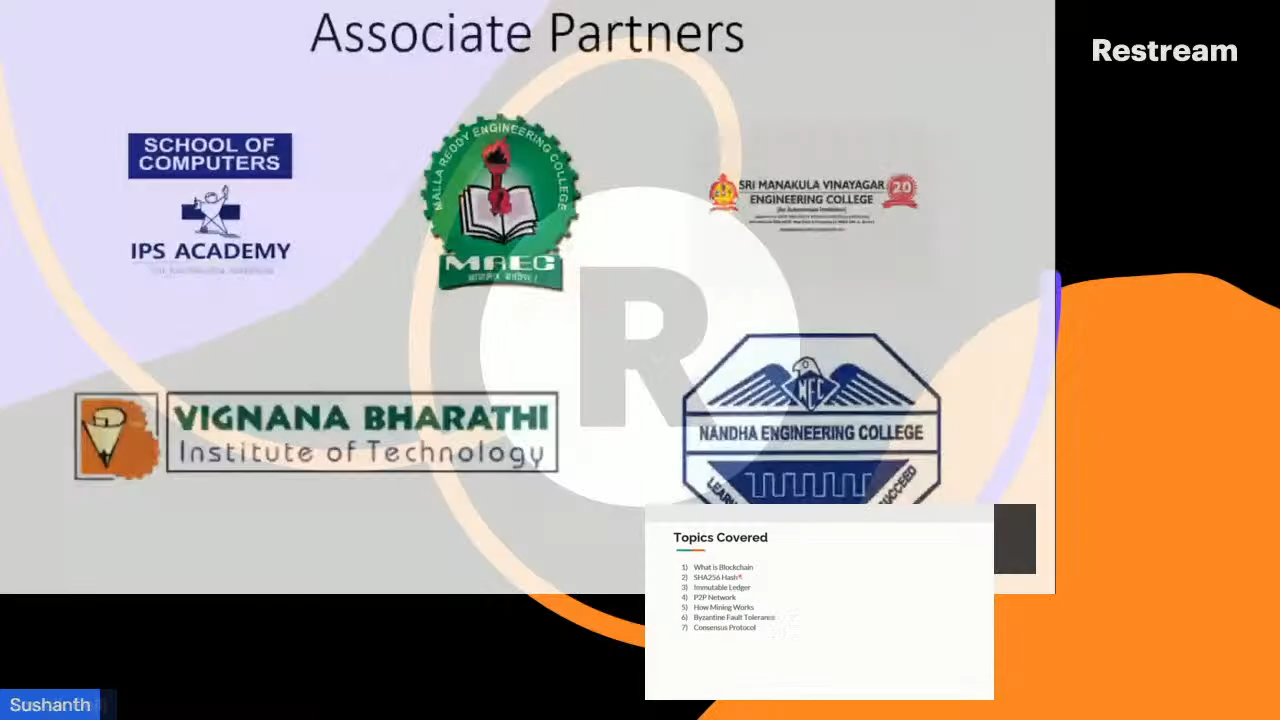 Associate Partners
Restream
SCHOOL OF
COMPUTERS
IPS ACADEMY
MALLA REDDY ENGINEERING COLLEGE
MREC
SRI MANAKULA VINAYAGAR
ENGINEERING COLLEGE
20
R
VIGNANA BHARATHI
Institute of Technology
NEC
NANDHA ENGINEERING COLLEGE
SUCCEED
Topics Covered
1) What is Blockchain
2) SHA256 Hash
3) Immutable Ledger
4) P2P Network
5) How Mining Works
6) Byzantine Fault Tolerance
7) Consensus Protocol
Sushanth